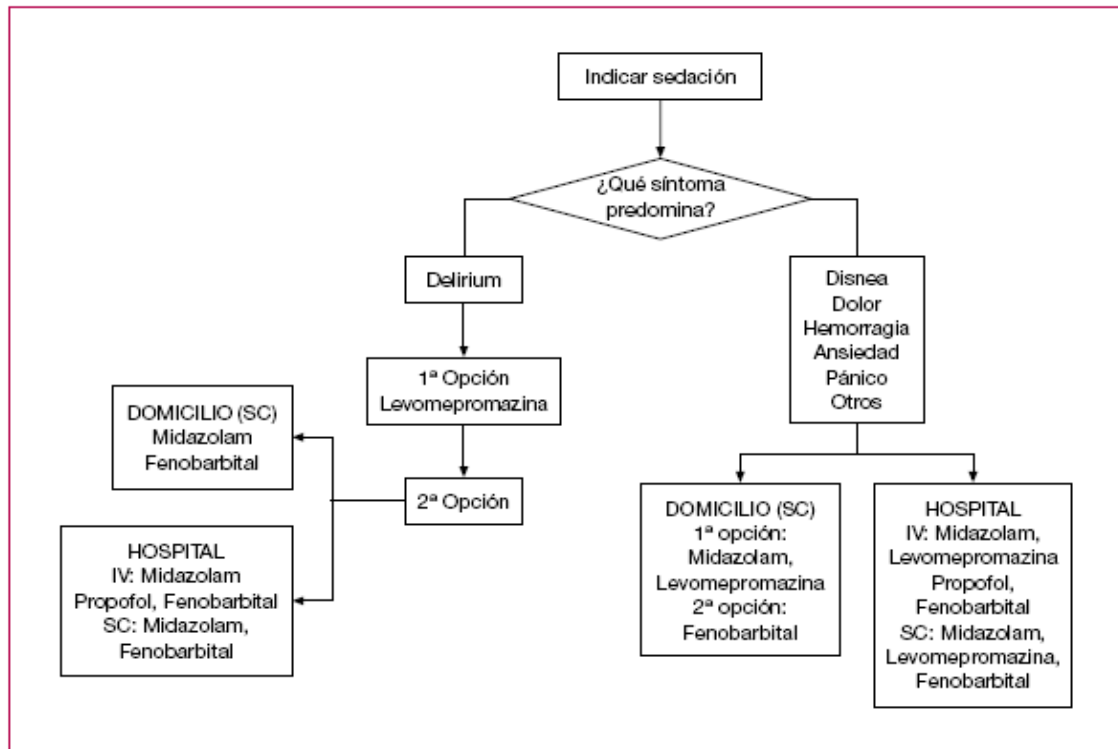 Indicar sedación
¿Qué síntoma
predomina?
Delirium
1ª Opción
Levomepromazina
2ª Opción
DOMICILIO (SC)
Midazolam
Fenobarbital
HOSPITAL
IV: Midazolam
Propofol, Fenobarbital
SC: Midazolam,
Fenobarbital
Disnea
Dolor
Hemorragia
Ansiedad
Pánico
Otros
DOMICILIO (SC)
1ª opción:
Midazolam,
Levomepromazina
2ª opción:
Fenobarbital
HOSPITAL
IV: Midazolam,
Levomepromazina
Propofol,
Fenobarbital
SC: Midazolam,
Levomepromazina,
Fenobarbital